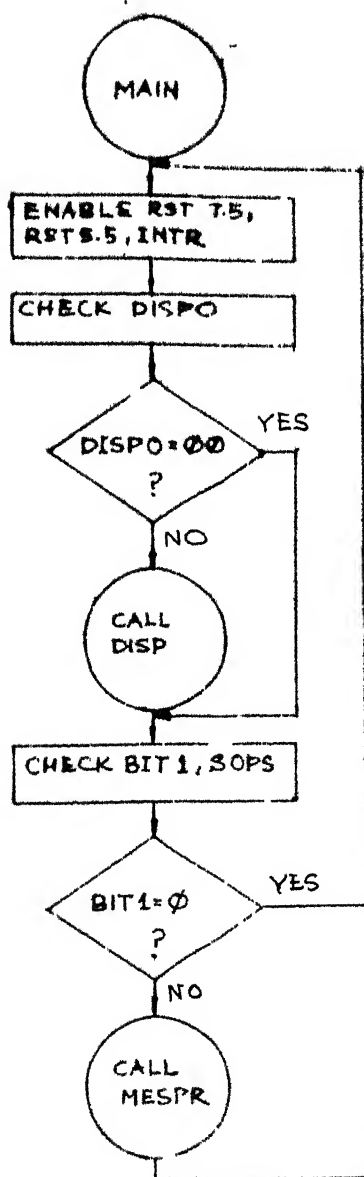 MAIN
ENABLE RST 7.5,
RST5.5, INTR
CHECK DISPO
DISPO=ØØ
?
YES
NO
CALL
DISP
CHECK BIT 1, SOPS
BIT1=Ø
?
YES
NO
CALL
MESPR